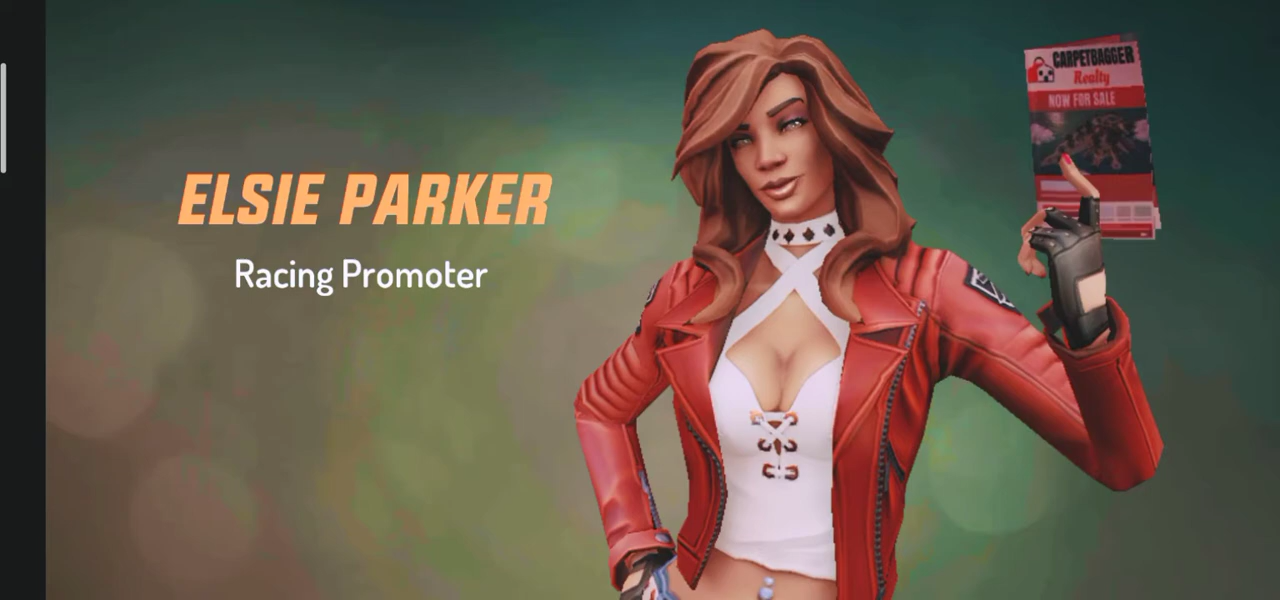 ELSIE PARKER
Racing Promoter
CARPETBAGGER
Realty
NOW FOR SALE